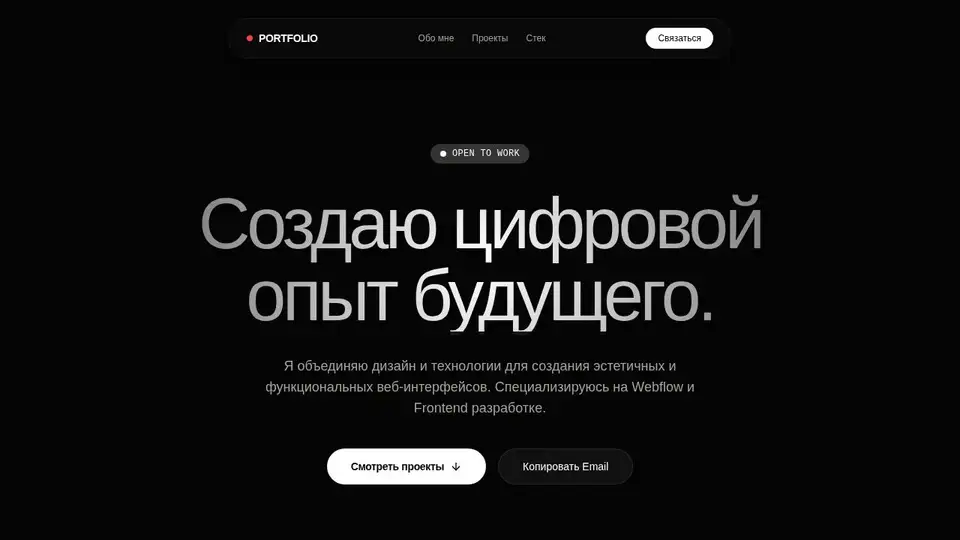 PORTFOLIO
Обо мне
Проекты
Стек
Связаться
OPEN TO WORK
Создаю цифровой
опыт будущего.
Я объединяю дизайн и технологии для создания эстетичных и
функциональных веб-интерфейсов. Специализируюсь на Webflow и
Frontend разработке.
Смотреть проекты ↓
Копировать Email